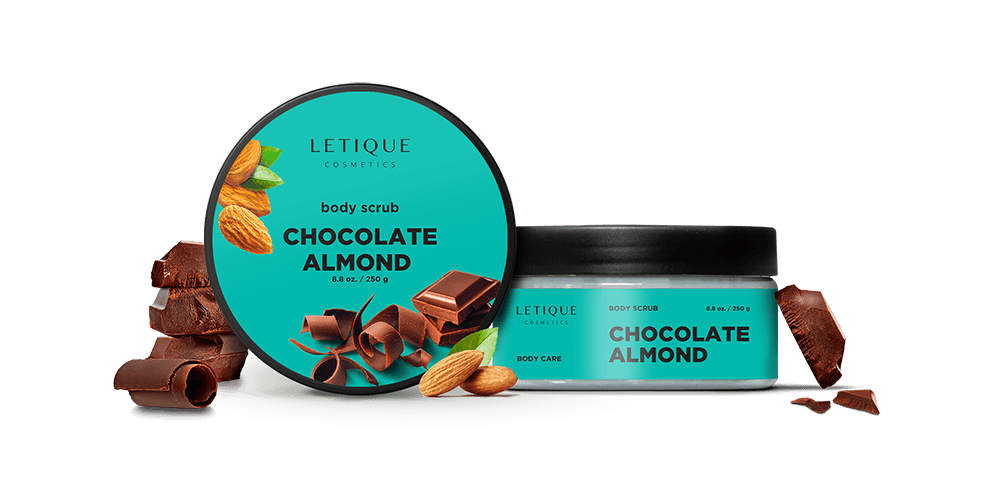 LETIQUE
COSMETICS
body scrub
CHOCOLATE
ALMOND
8.8 oz. / 250 g
LETIQUE
COSMETICS
BODY CARE
BODY SCRUB 8.8 oz. / 250 g
CHOCOLATE
ALMOND